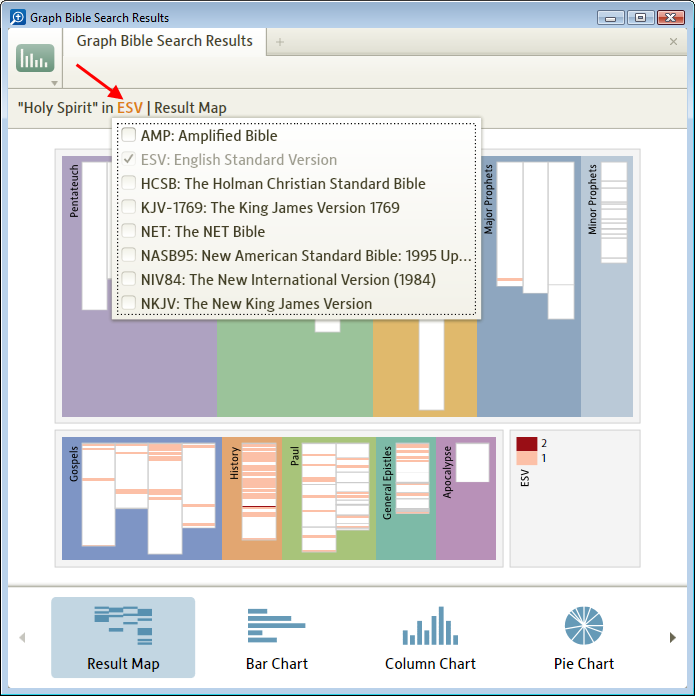 Graph Bible Search Results
Graph Bible Search Results
"Holy Spirit" in ESV | Result Map
AMP: Amplified Bible
ESV: English Standard Version
HCSB: The Holman Christian Standard Bible
KJV-1769: The King James Version 1769
NET: The NET Bible
NASB95: New American Standard Bible: 1995 Up...
NIV84: The New International Version (1984)
NKJV: The New King James Version
Pentateuch
Major Prophets
Minor Prophets
Gospels
History
Paul
General Epistles
Apocalypse
2
1
ESV
Result Map
Bar Chart
Column Chart
Pie Chart